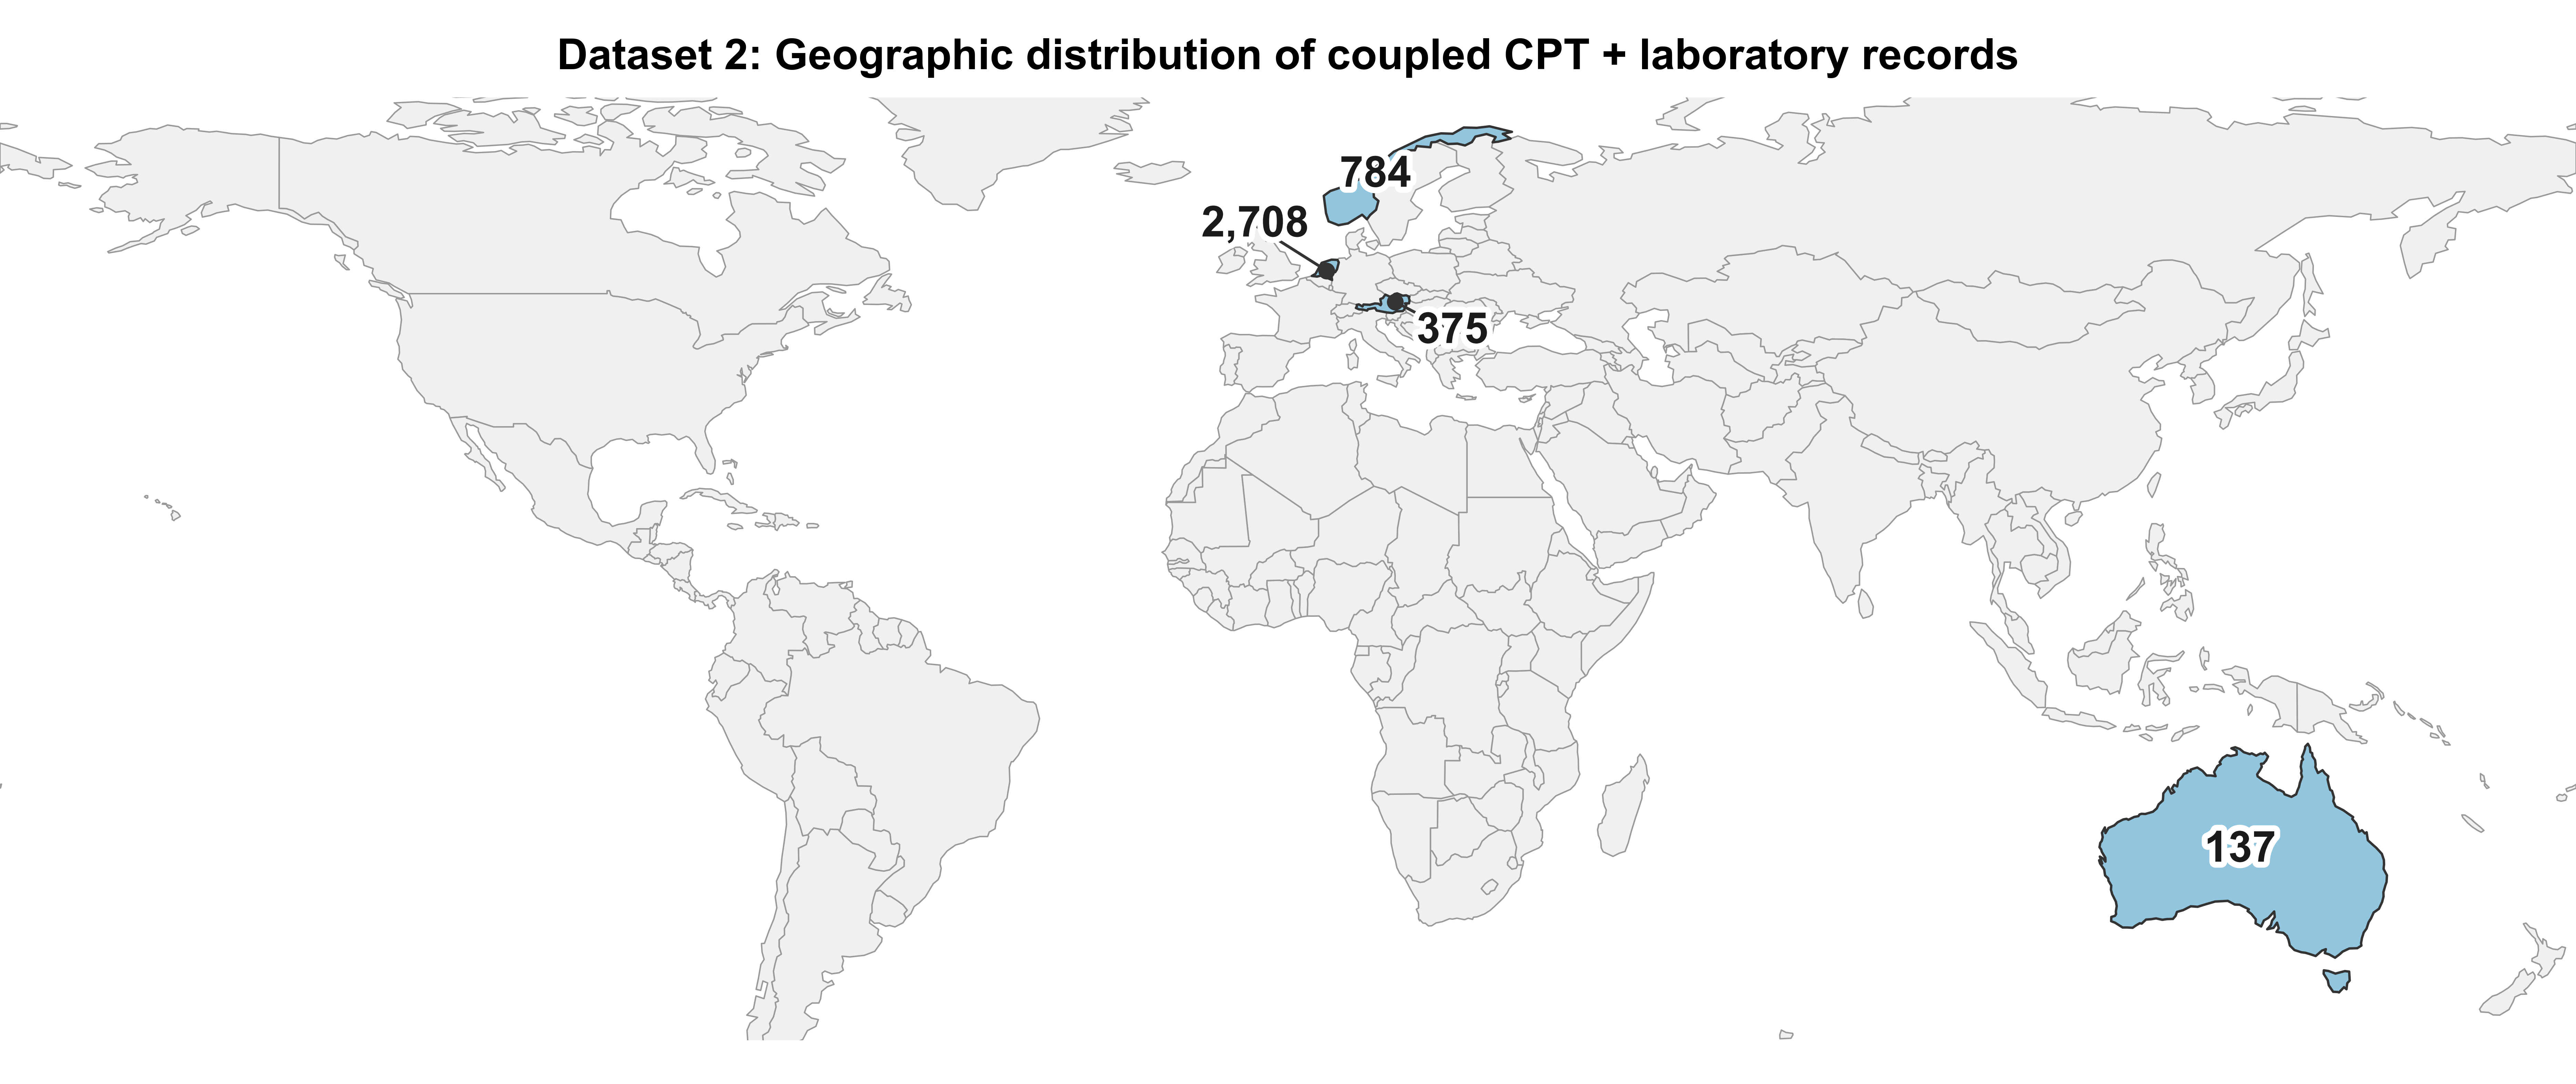 Dataset 2: Geographic distribution of coupled CPT + laboratory records
784
2,708
375
137